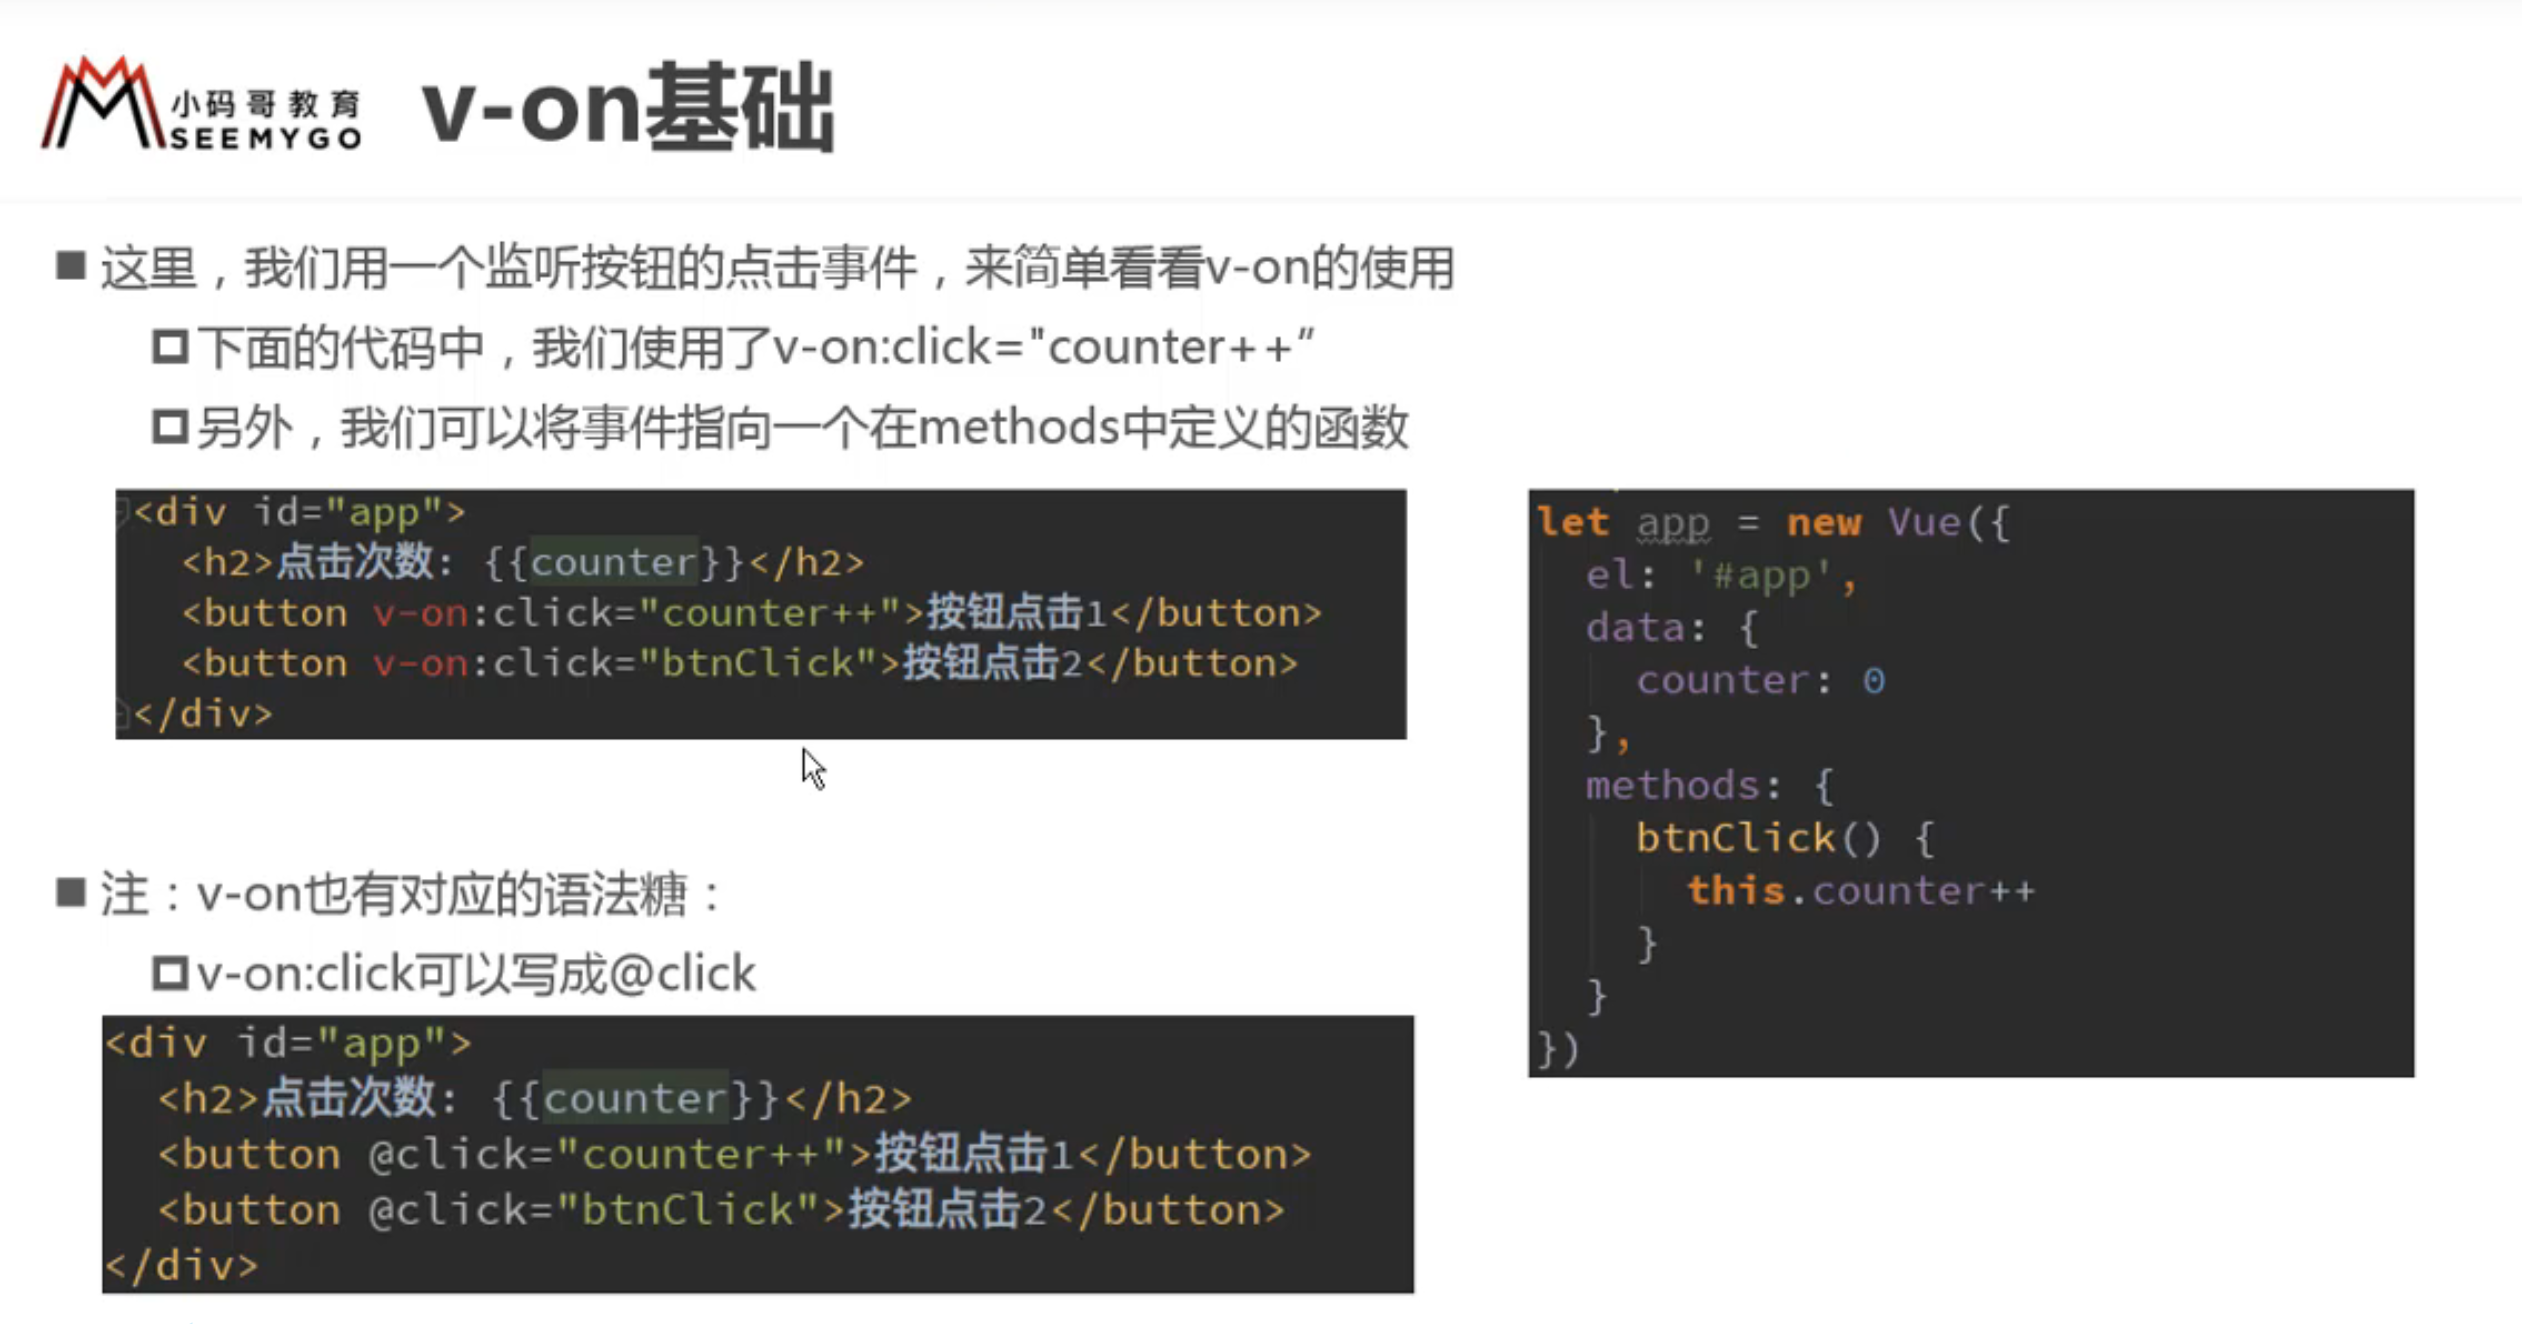 小码哥教育
SEEMYGO
v-on基础
这里，我们用一个监听按钮的点击事件，来简单看看v-on的使用
下面的代码中，我们使用了v-on:click="counter++”
另外，我们可以将事件指向一个在methods中定义的函数
<div id="app">
  <h2>点击次数: {{counter}}</h2>
  <button v-on:click="counter++">按钮点击1</button>
  <button v-on:click="btnClick">按钮点击2</button>
</div>
let app = new Vue({
  el: '#app',
  data: {
    counter: 0
  },
  methods: {
    btnClick() {
      this.counter++
    }
  }
})
注：v-on也有对应的语法糖：
v-on:click可以写成@click
<div id="app">
  <h2>点击次数: {{counter}}</h2>
  <button @click="counter++">按钮点击1</button>
  <button @click="btnClick">按钮点击2</button>
</div>